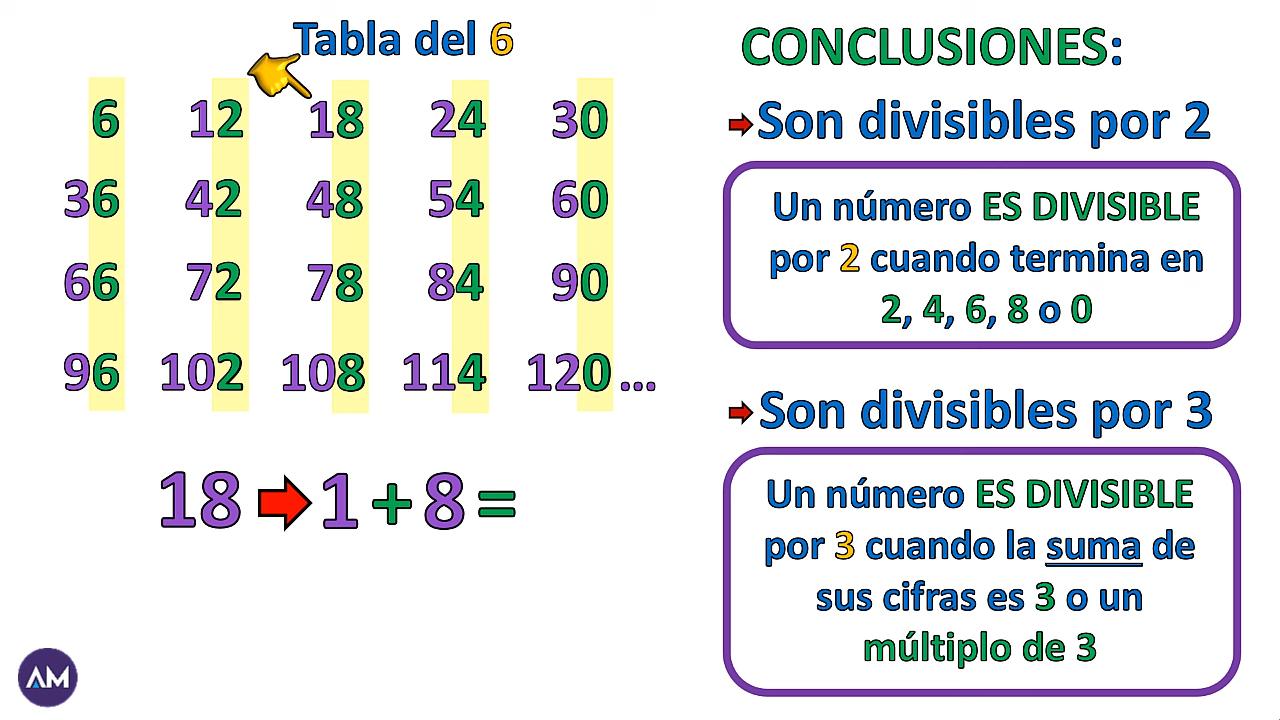 Tabla del 6
6 12 18 24 30
36 42 48 54 60
66 72 78 84 90
96 102 108 114 120...
18 1 + 8 =
AM
CONCLUSIONES:
Son divisibles por 2
Un número ES DIVISIBLE
por 2 cuando termina en
2, 4, 6, 8 o 0
Son divisibles por 3
Un número ES DIVISIBLE
por 3 cuando la suma de
sus cifras es 3 o un
múltiplo de 3